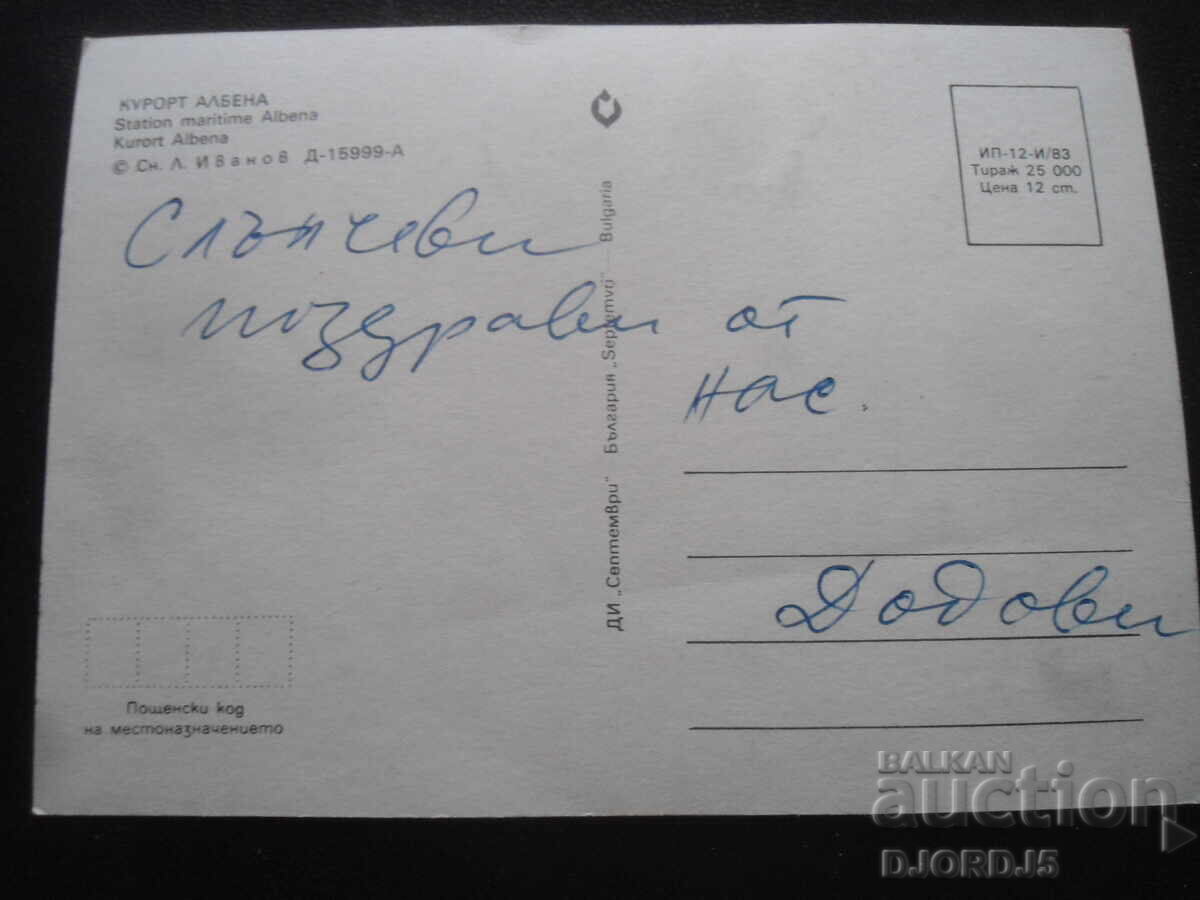 КУРОРТ АЛБЕНА
Station maritime Albena
Kurort Albena
© Сн. Л. Иванов Д-15999-А
ИП-12-И/83
Тираж 25 000
Цена 12 ст.
Слънчеви
поздрави от
нас.
Додови
ДИ „Септември" България „Septemvri" — Bulgaria
Пощенски код
на местоназначението
BALKAN
auction
DJORDJ5